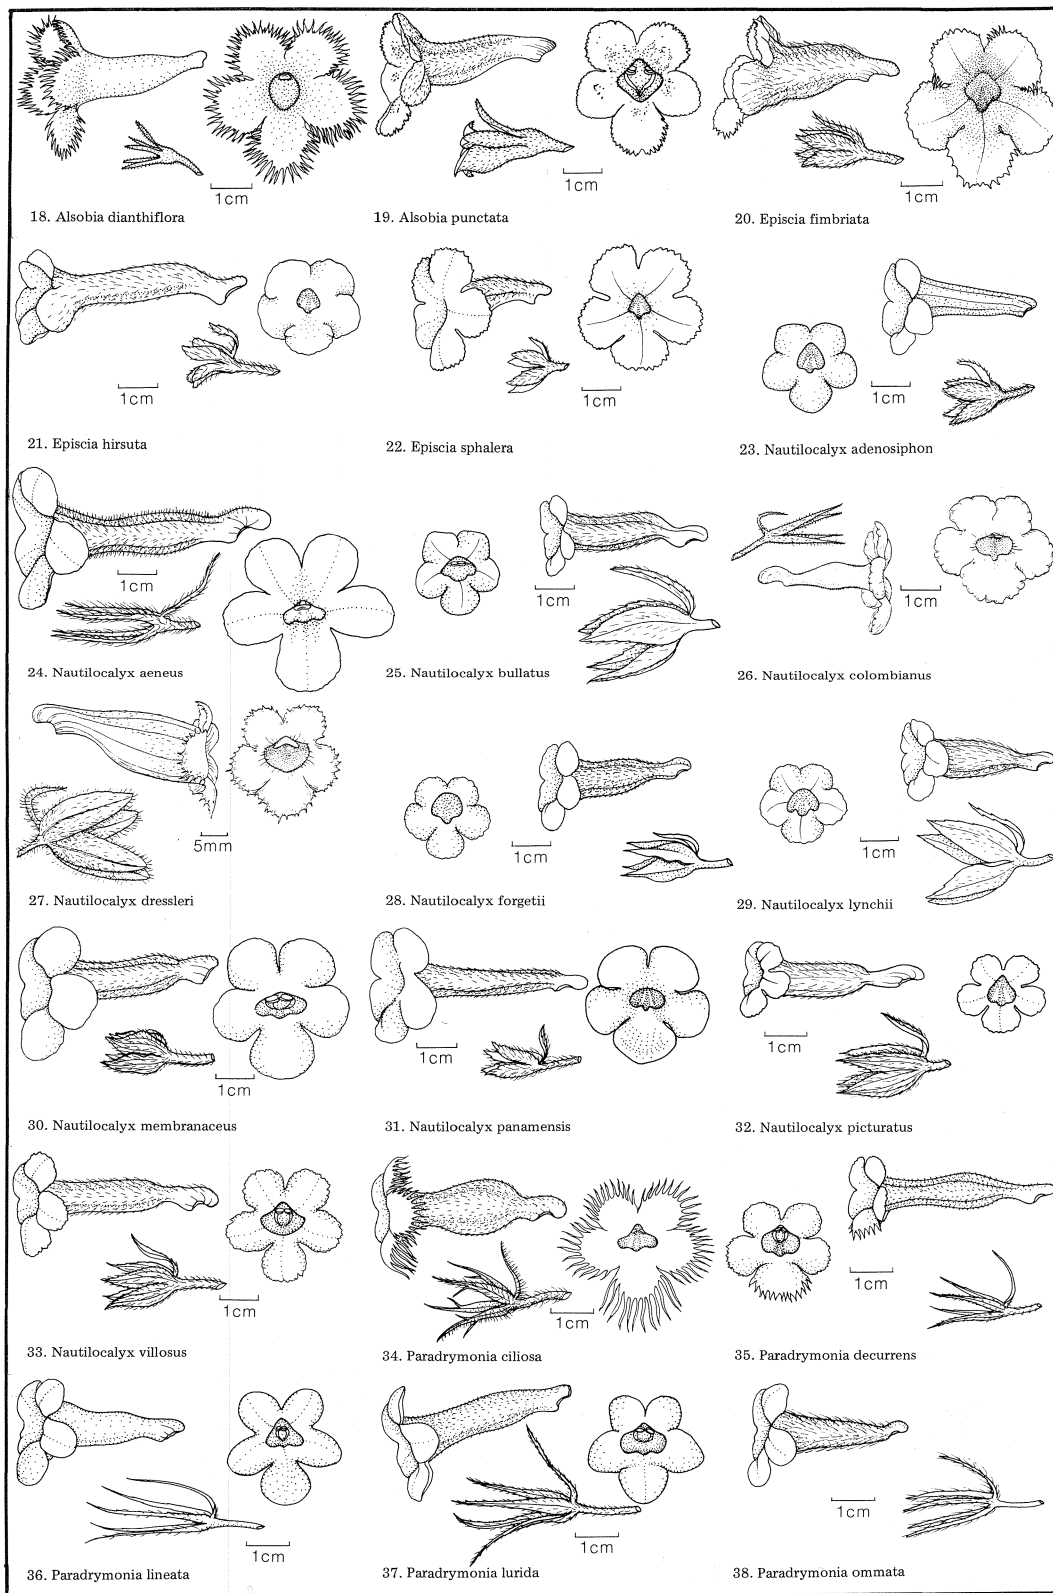 1cm
1cm
1cm
18. Alsobia dianthiflora
19. Alsobia punctata
20. Episcia fimbriata
1cm
1cm
1cm
21. Episcia hirsuta
22. Episcia sphalera
23. Nautilocalyx adenosiphon
1cm
1cm
1cm
24. Nautilocalyx aeneus
25. Nautilocalyx bullatus
26. Nautilocalyx colombianus
5mm
1cm
1cm
27. Nautilocalyx dressleri
28. Nautilocalyx forgetii
29. Nautilocalyx lynchii
1cm
1cm
1cm
30. Nautilocalyx membranaceus
31. Nautilocalyx panamensis
32. Nautilocalyx picturatus
1cm
1cm
1cm
33. Nautilocalyx villosus
34. Paradrymonia ciliosa
35. Paradrymonia decurrens
1cm
1cm
1cm
36. Paradrymonia lineata
37. Paradrymonia lurida
38. Paradrymonia ommata